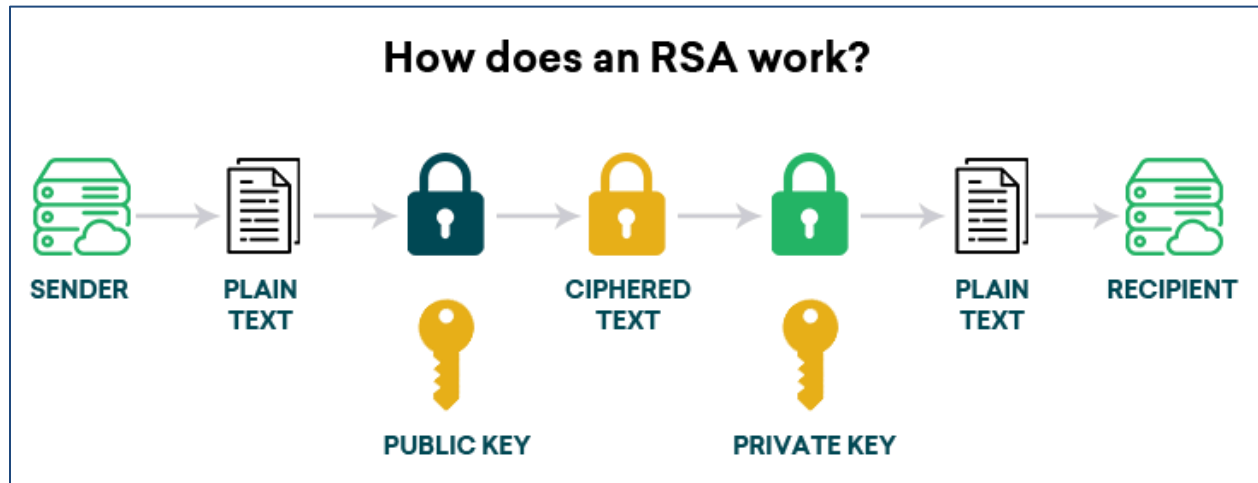 How does an RSA work?
SENDER
PLAIN
TEXT
CIPHERED
TEXT
PLAIN
TEXT
RECIPIENT
PUBLIC KEY
PRIVATE KEY